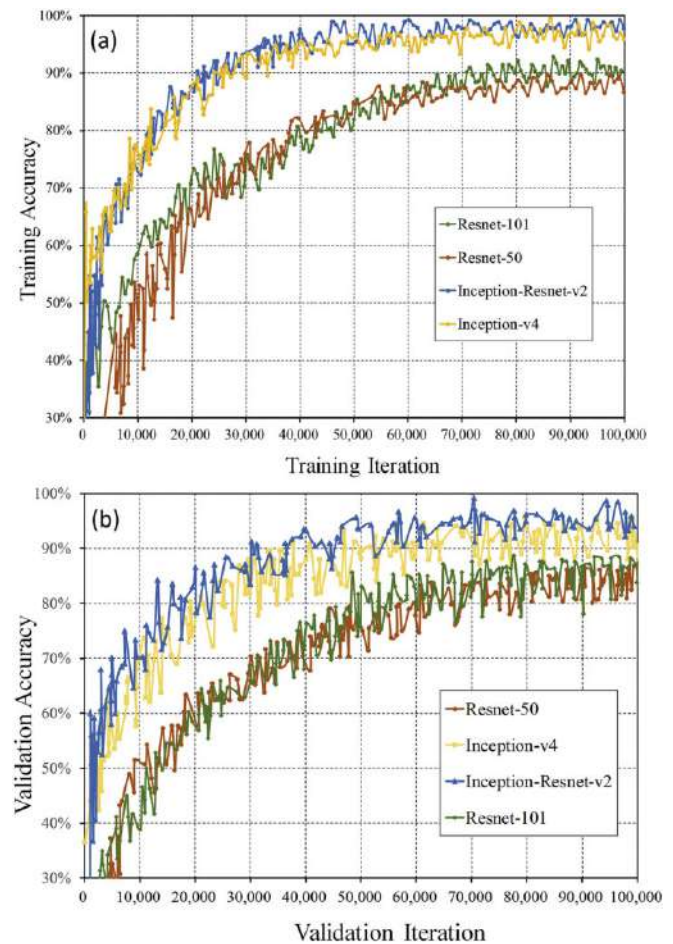 (a)
100%
90%
80%
70%
60%
50%
40%
30%
Training Accuracy
Resnet-101
Resnet-50
Inception-Resnet-v2
Inception-v4
0 10,000 20,000 30,000 40,000 50,000 60,000 70,000 80,000 90,000 100,000
Training Iteration
(b)
100%
90%
80%
70%
60%
50%
40%
30%
Validation Accuracy
Resnet-50
Inception-v4
Inception-Resnet-v2
Resnet-101
0 10,000 20,000 30,000 40,000 50,000 60,000 70,000 80,000 90,000 100,000
Validation Iteration